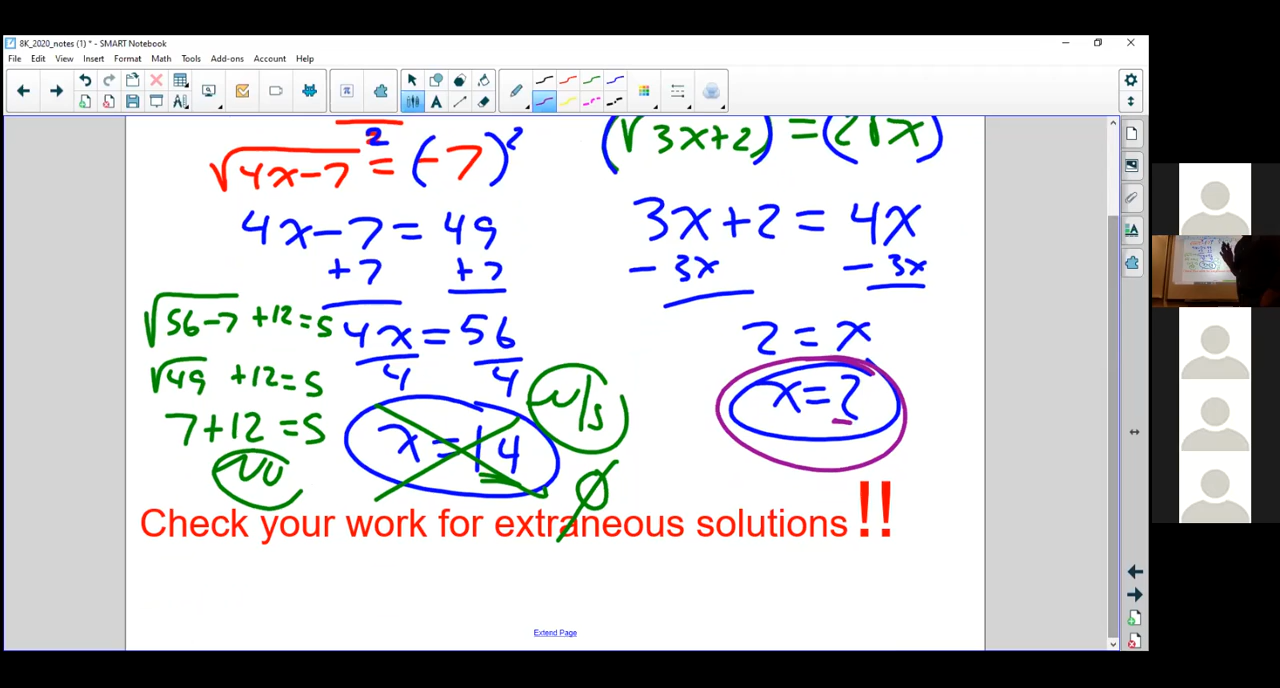 8K_2020_notes (1) * - SMART Notebook
File Edit View Insert Format Math Tools Add-ons Account Help
√4x-7 ² = (-7)²
4x-7 = 49
+7 +7
4x = 56
4 4
x = 14
N/S
Ø
√56-7 +12 = 5
√49 +12 = 5
7+12 = 5
NO
(√3x+2) = (2√x)
3x+2 = 4x
-3x -3x
2 = x
x = 2
Check your work for extraneous solutions !!
Extend Page